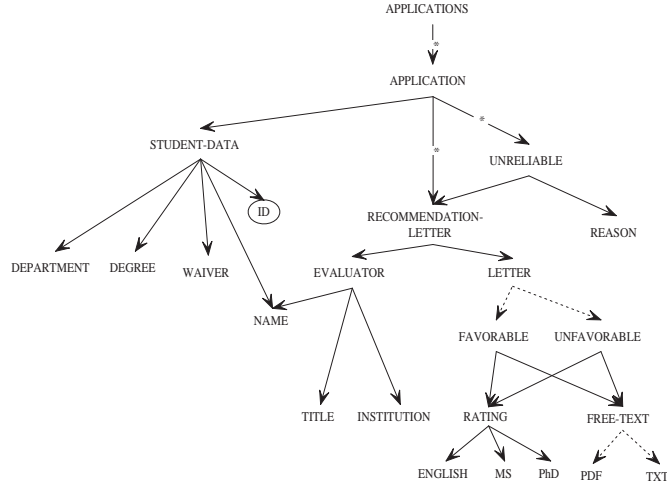 APPLICATIONS
*
APPLICATION
*
*
STUDENT-DATA
UNRELIABLE
ID
RECOMMENDATION-
LETTER
REASON
DEPARTMENT
DEGREE
WAIVER
EVALUATOR
LETTER
NAME
FAVORABLE
UNFAVORABLE
TITLE
INSTITUTION
RATING
FREE-TEXT
ENGLISH
MS
PhD
PDF
TXT